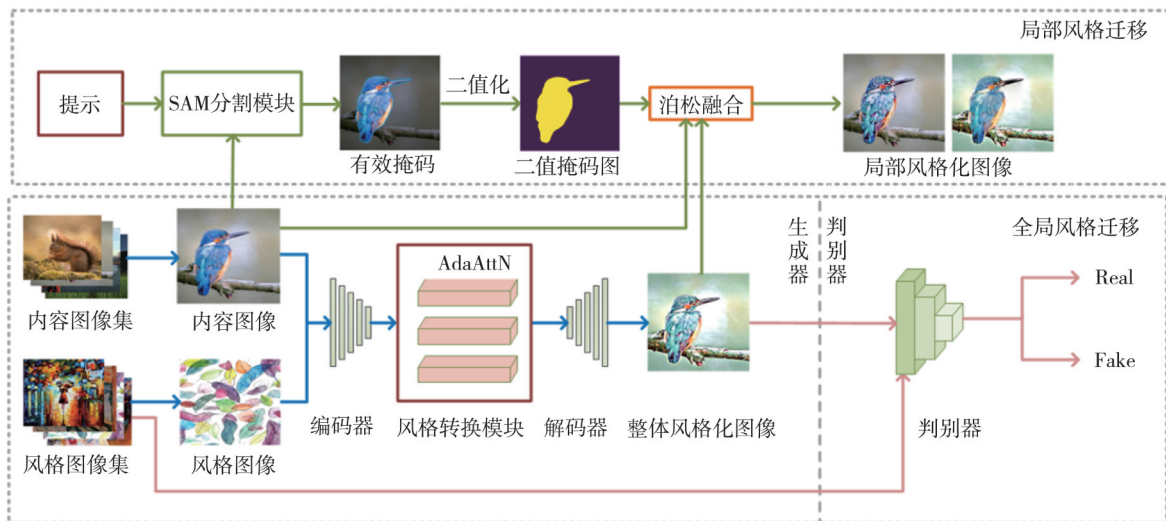 局部风格迁移
提示
SAM分割模块
有效掩码
二值化
二值掩码图
泊松融合
局部风格化图像
生成器
判别器
全局风格迁移
内容图像集
内容图像
AdaAttN
Real
Fake
风格图像集
风格图像
编码器
风格转换模块
解码器
整体风格化图像
判别器